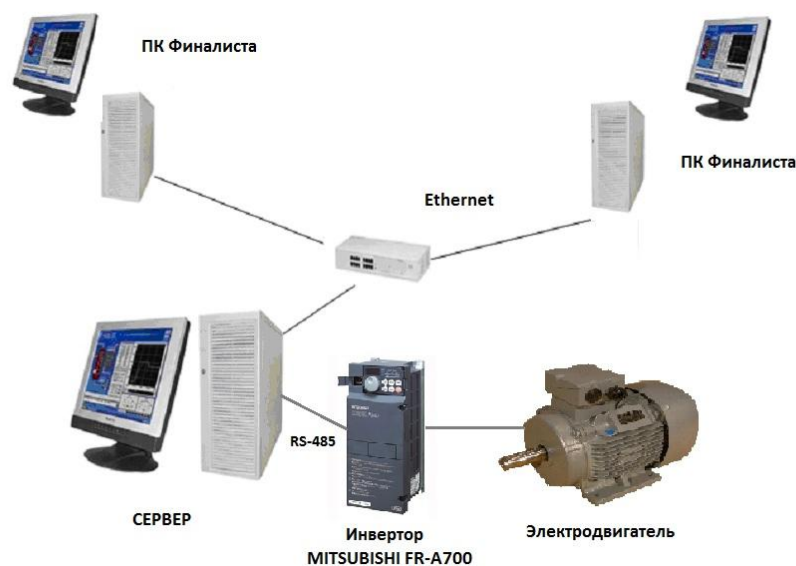 ПК Финалиста
ПК Финалиста
Ethernet
RS-485
СЕРВЕР
Инвертор
MITSUBISHI FR-A700
Электродвигатель